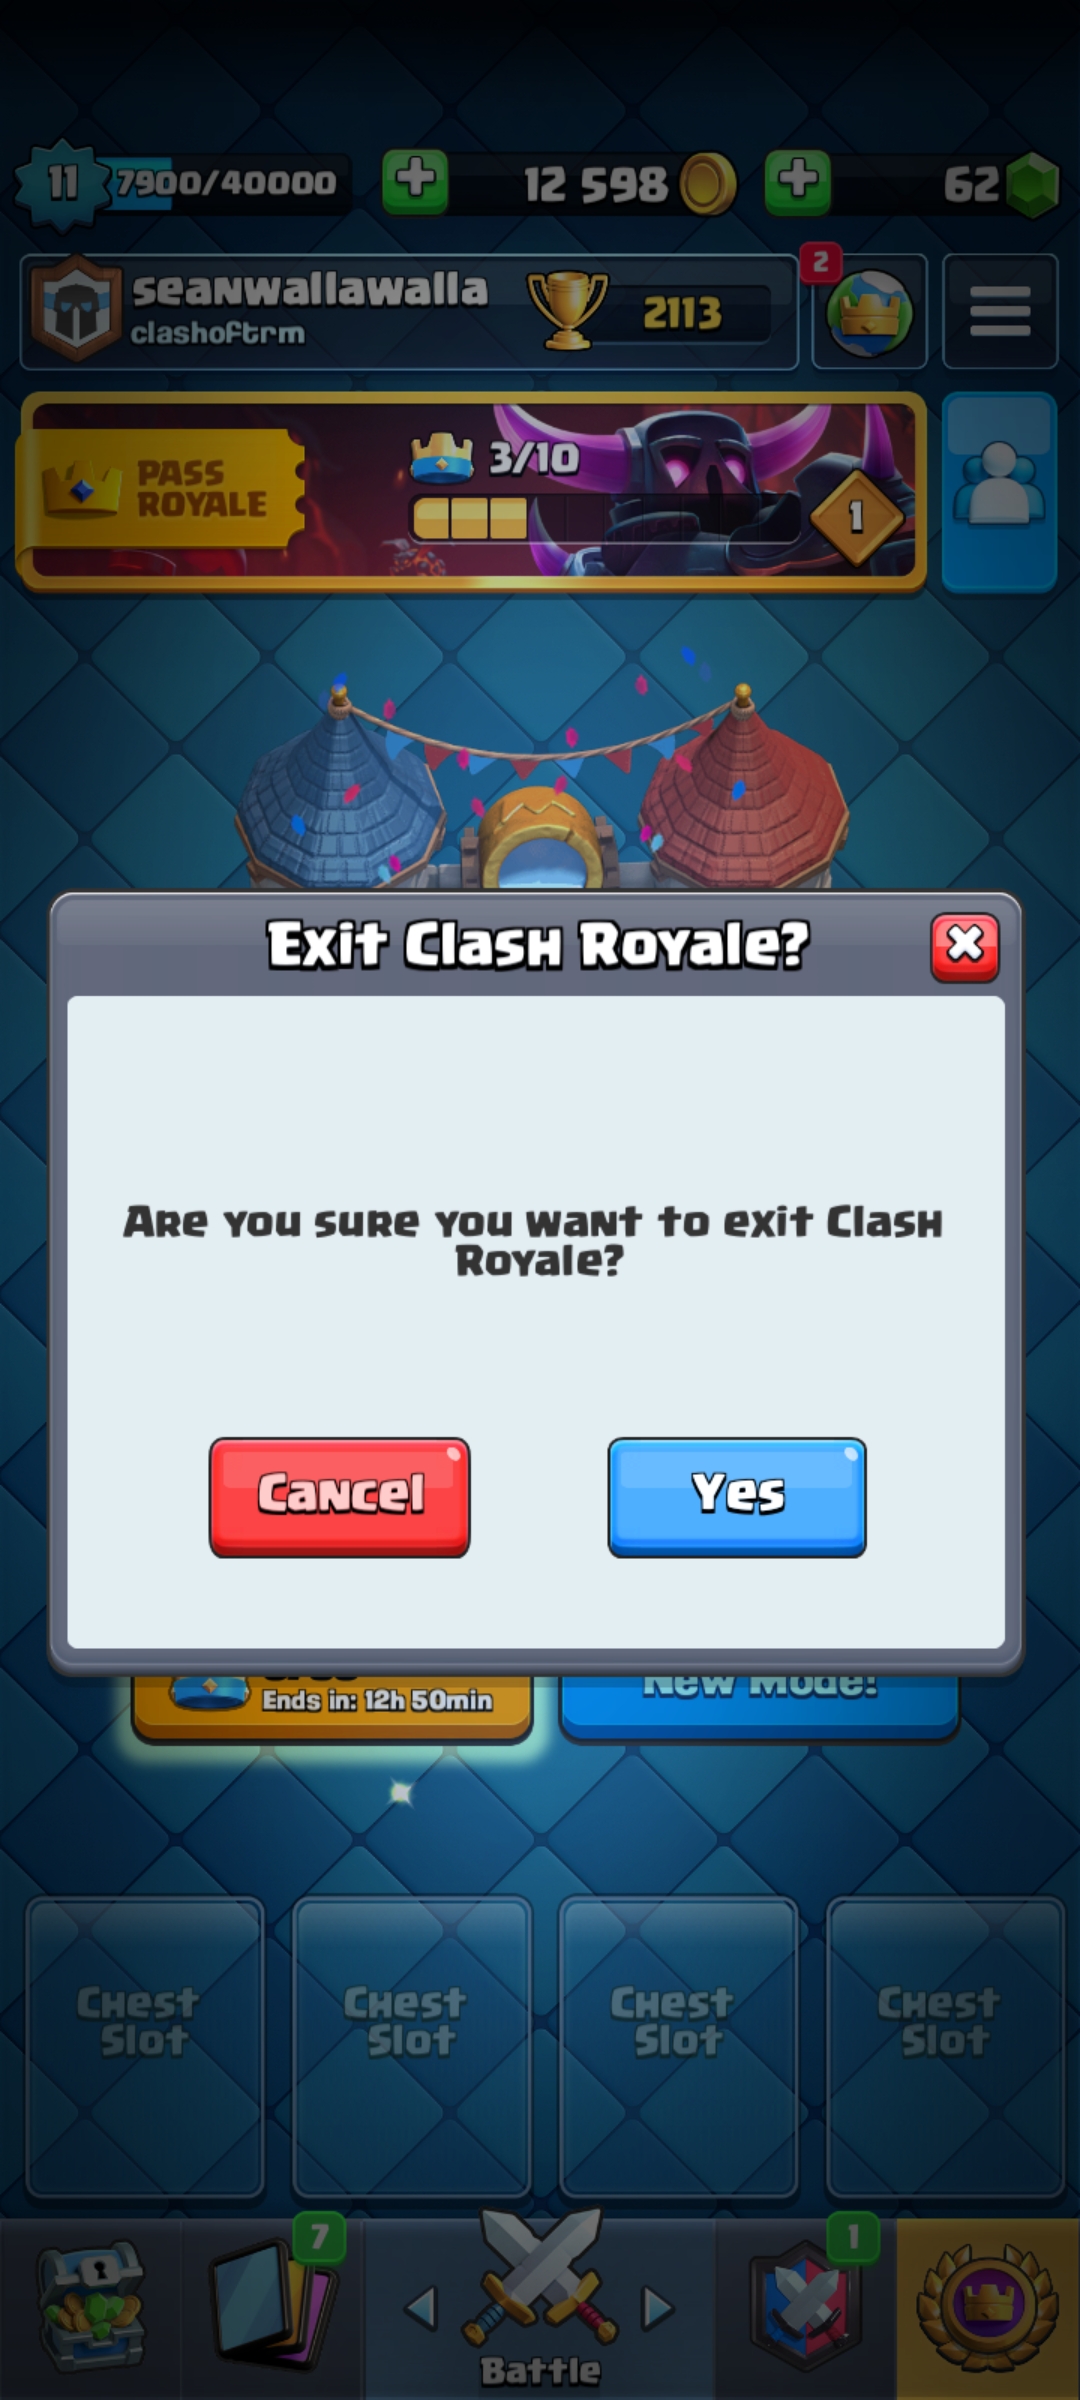 11
7900/40000
12 598
62
seanwallawalla
clashoftrm
2113
2
PASS
ROYALE
3/10
1
Exit Clash Royale?
Are you sure you want to exit Clash
Royale?
Cancel
Yes
Ends in: 12h 50min
New Mode!
Chest
Slot
Chest
Slot
Chest
Slot
Chest
Slot
7
1
Battle